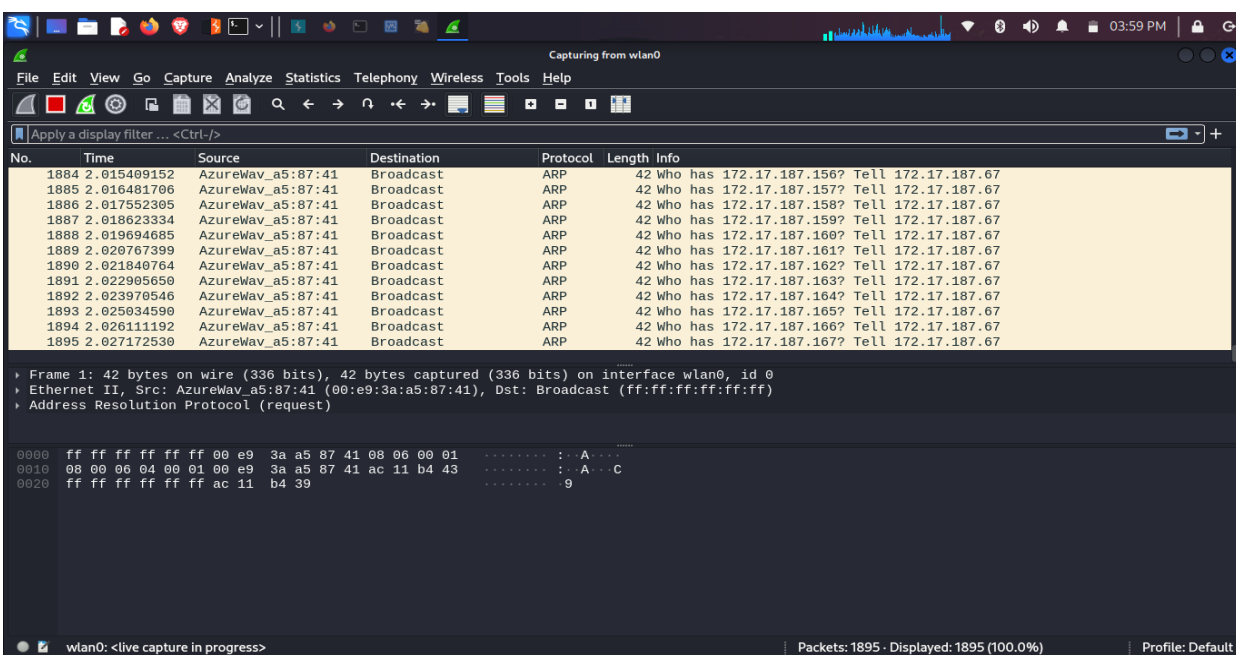 03:59 PM
Capturing from wlan0
File Edit View Go Capture Analyze Statistics Telephony Wireless Tools Help
Apply a display filter ... <Ctrl-/>
No. Time Source Destination Protocol Length Info
1884 2.015409152 AzureWav_a5:87:41 Broadcast ARP 42 Who has 172.17.187.156? Tell 172.17.187.67
1885 2.016481706 AzureWav_a5:87:41 Broadcast ARP 42 Who has 172.17.187.157? Tell 172.17.187.67
1886 2.017552305 AzureWav_a5:87:41 Broadcast ARP 42 Who has 172.17.187.158? Tell 172.17.187.67
1887 2.018623334 AzureWav_a5:87:41 Broadcast ARP 42 Who has 172.17.187.159? Tell 172.17.187.67
1888 2.019694685 AzureWav_a5:87:41 Broadcast ARP 42 Who has 172.17.187.160? Tell 172.17.187.67
1889 2.020767399 AzureWav_a5:87:41 Broadcast ARP 42 Who has 172.17.187.161? Tell 172.17.187.67
1890 2.021840764 AzureWav_a5:87:41 Broadcast ARP 42 Who has 172.17.187.162? Tell 172.17.187.67
1891 2.022905650 AzureWav_a5:87:41 Broadcast ARP 42 Who has 172.17.187.163? Tell 172.17.187.67
1892 2.023970546 AzureWav_a5:87:41 Broadcast ARP 42 Who has 172.17.187.164? Tell 172.17.187.67
1893 2.025034590 AzureWav_a5:87:41 Broadcast ARP 42 Who has 172.17.187.165? Tell 172.17.187.67
1894 2.026111192 AzureWav_a5:87:41 Broadcast ARP 42 Who has 172.17.187.166? Tell 172.17.187.67
1895 2.027172530 AzureWav_a5:87:41 Broadcast ARP 42 Who has 172.17.187.167? Tell 172.17.187.67
Frame 1: 42 bytes on wire (336 bits), 42 bytes captured (336 bits) on interface wlan0, id 0
Ethernet II, Src: AzureWav_a5:87:41 (00:e9:3a:a5:87:41), Dst: Broadcast (ff:ff:ff:ff:ff:ff)
Address Resolution Protocol (request)
0000 ff ff ff ff ff ff 00 e9 3a a5 87 41 08 06 00 01 ········ :··A····
0010 08 00 06 04 00 01 00 e9 3a a5 87 41 ac 11 b4 43 ········ :··A···C
0020 ff ff ff ff ff ff ac 11 b4 39 ········ ·9
wlan0: <live capture in progress> Packets: 1895 · Displayed: 1895 (100.0%) Profile: Default